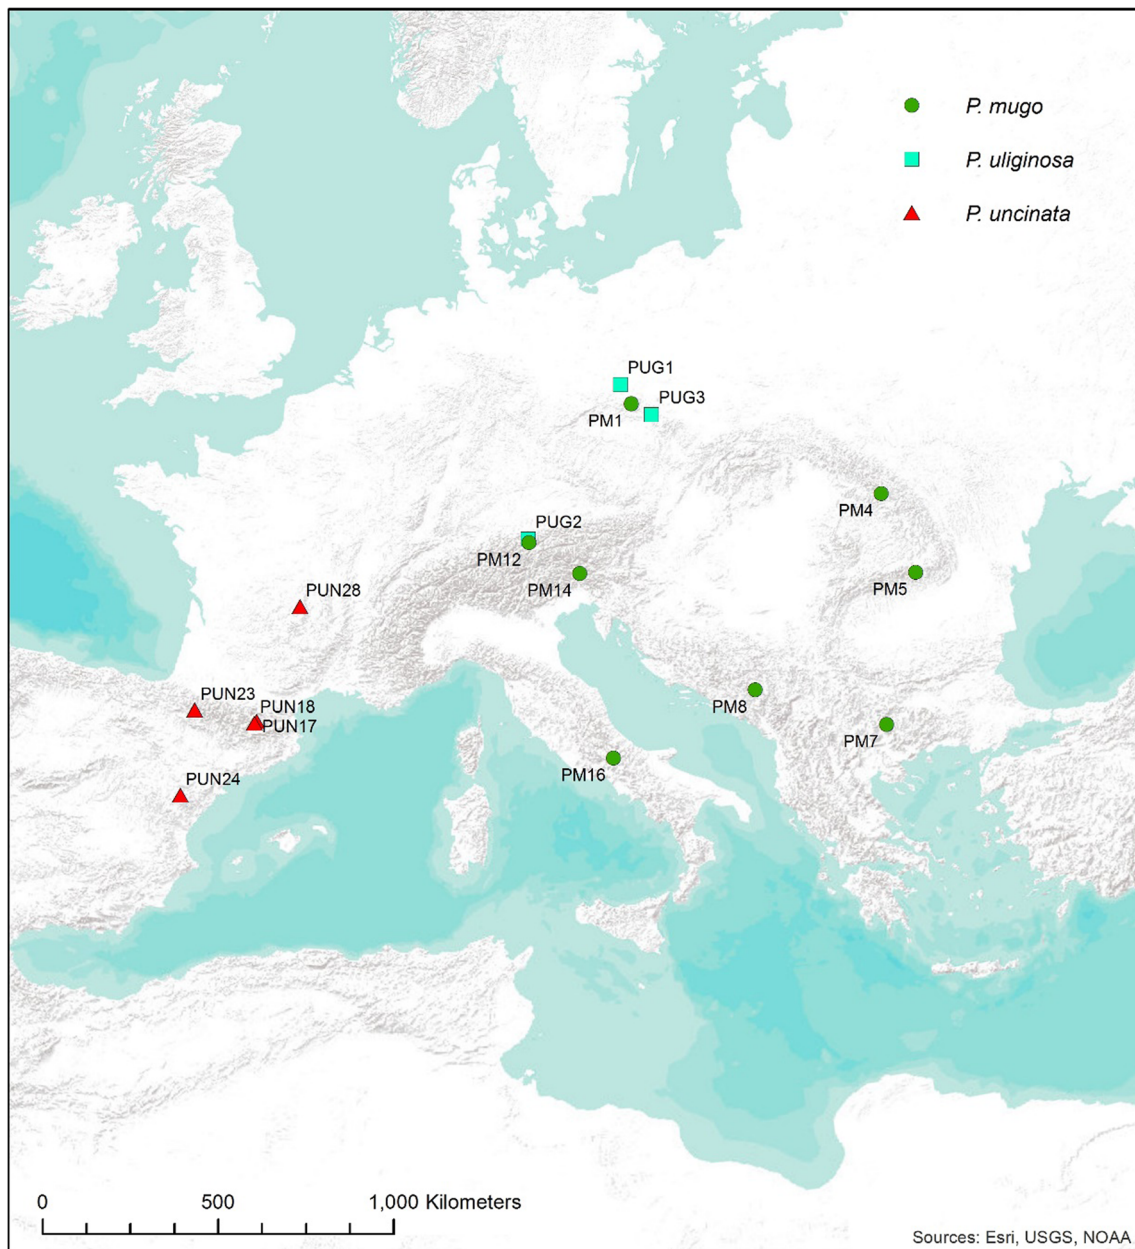 P. mugo
P. uliginosa
P. uncinata
PUG1
PUG3
PM1
PM4
PUG2
PM12
PM14
PM5
PUN28
PUN23
PUN18
PUN17
PM8
PM7
PM16
PUN24
0 500 1,000 Kilometers
Sources: Esri, USGS, NOAA